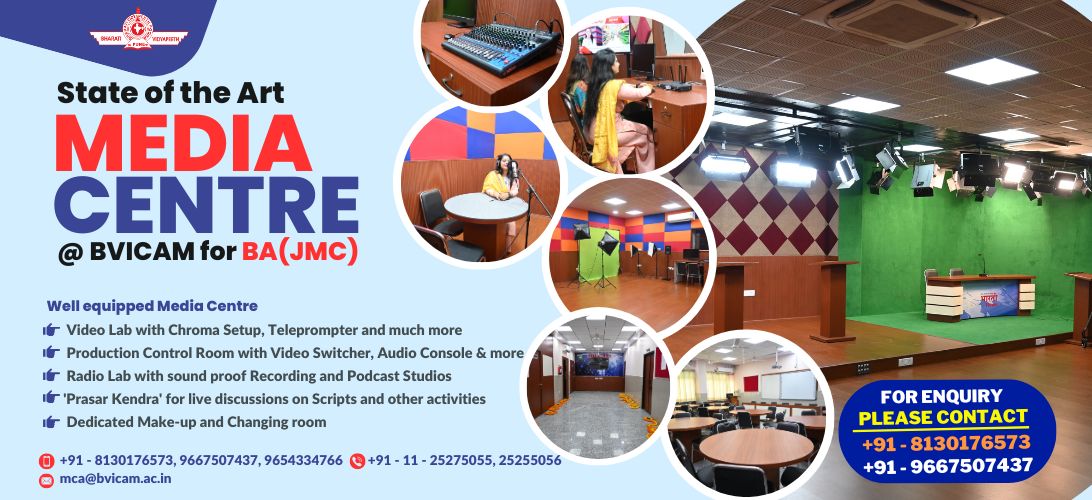 BHARATI VIDYAPEETH
PUNE
State of the Art
MEDIA
CENTRE
@ BVICAM for BA(JMC)
Well equipped Media Centre
Video Lab with Chroma Setup, Teleprompter and much more
Production Control Room with Video Switcher, Audio Console & more
Radio Lab with sound proof Recording and Podcast Studios
'Prasar Kendra' for live discussions on Scripts and other activities
Dedicated Make-up and Changing room
+91 - 8130176573, 9667507437, 9654334766 +91 - 11 - 25275055, 25255056
mca@bvicam.ac.in
FOR ENQUIRY
PLEASE CONTACT
+91 - 8130176573
+91 - 9667507437